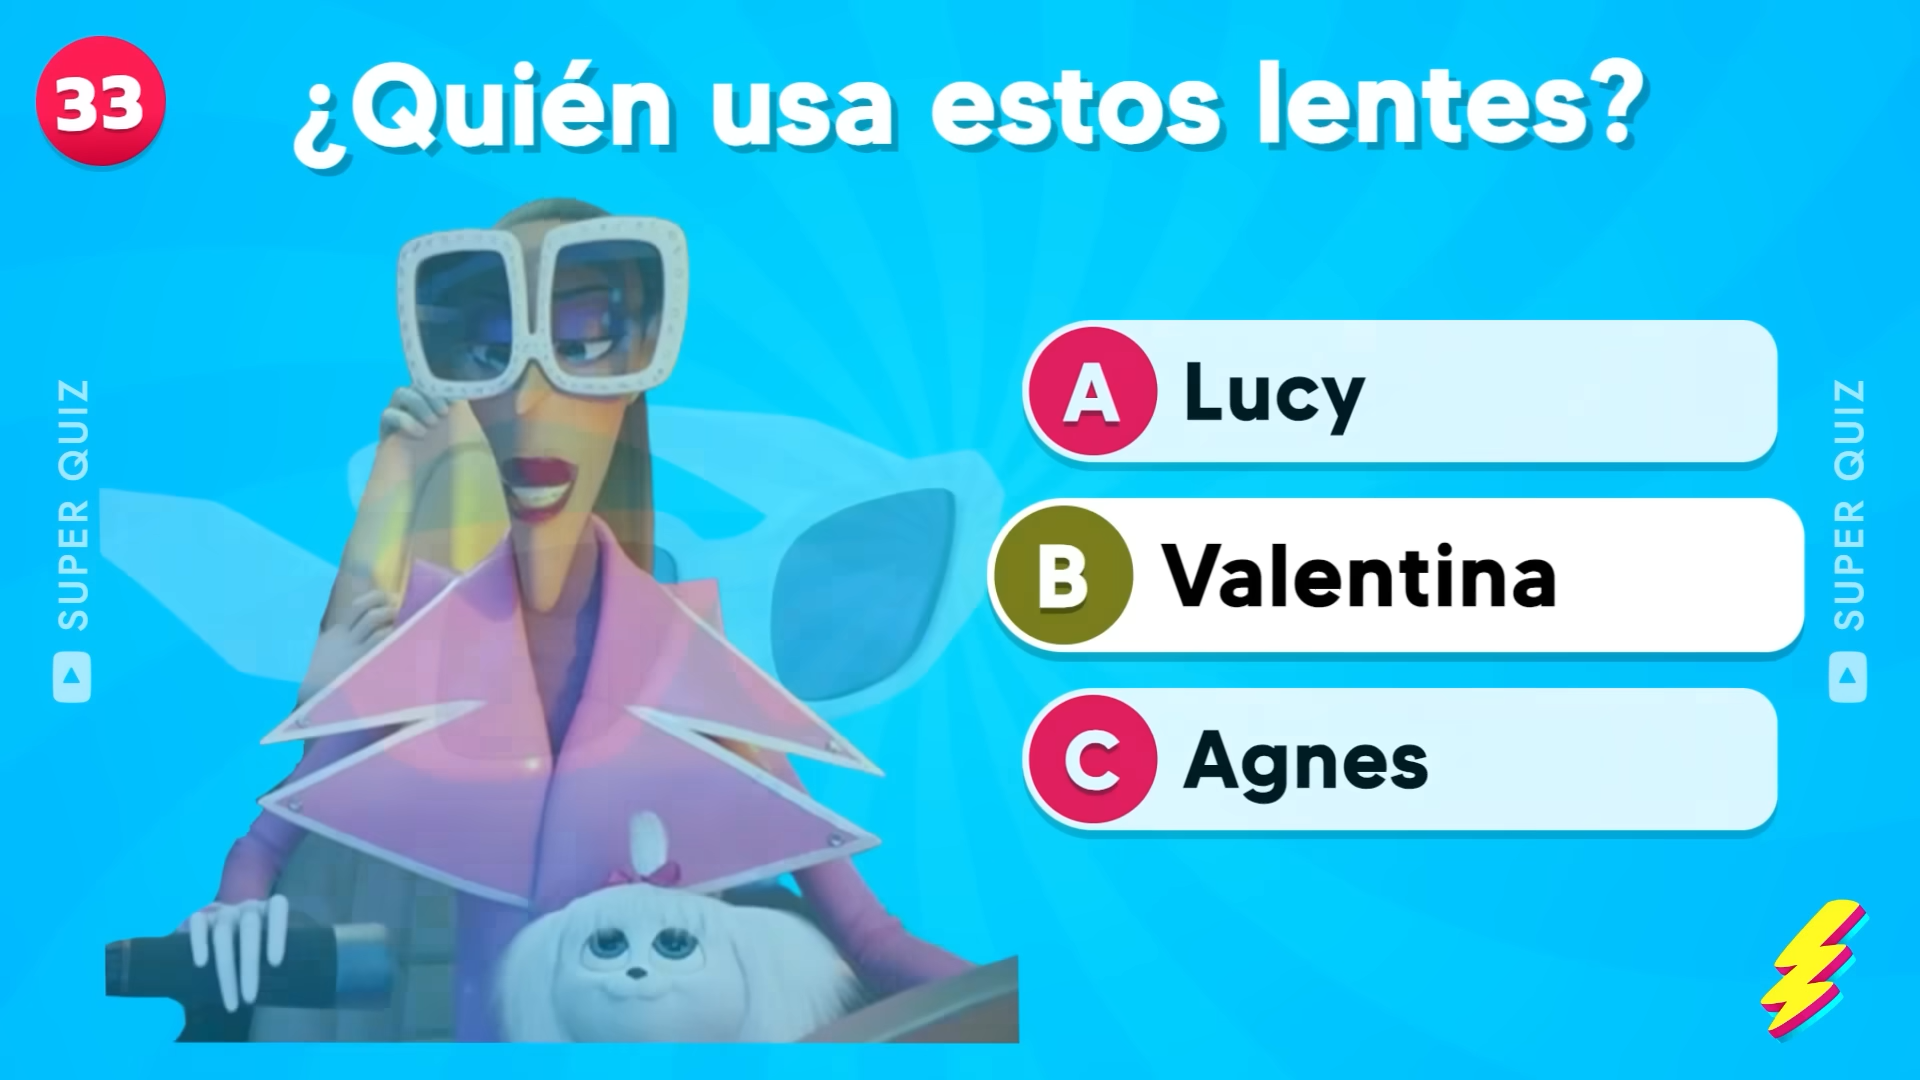 33
¿Quién usa estos lentes?
A Lucy
B Valentina
C Agnes
SUPER QUIZ
SUPER QUIZ